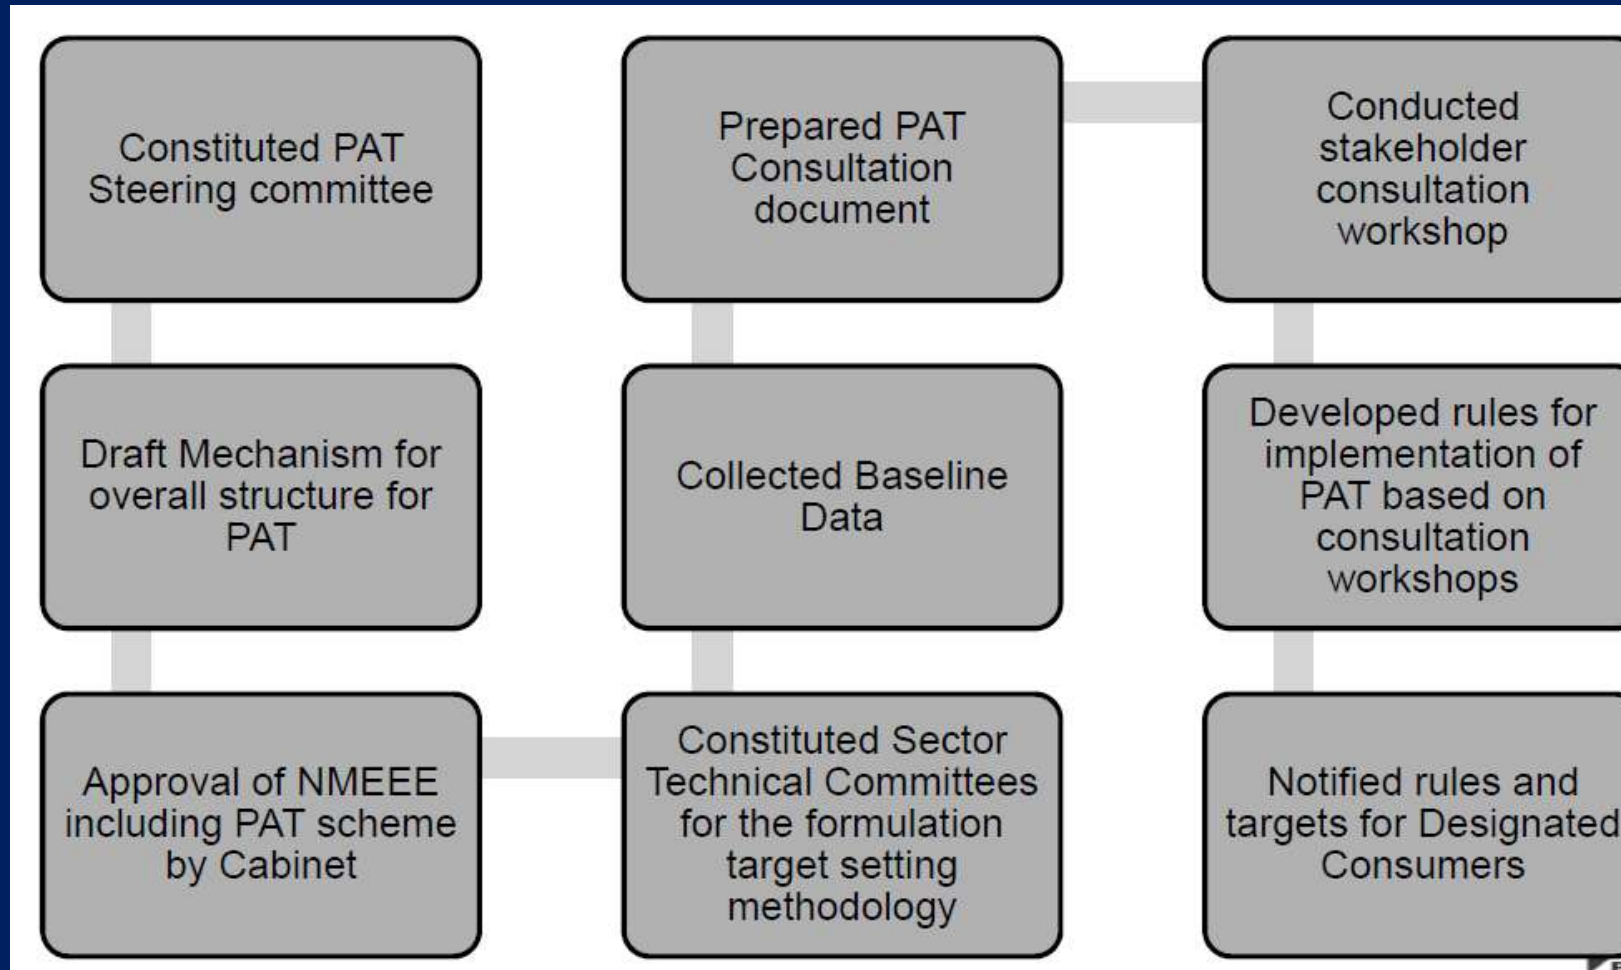 Constituted PAT
Steering committee
Draft Mechanism for
overall structure for
PAT
Approval of NMEEE
including PAT scheme
by Cabinet
Constituted Sector
Technical Committees
for the formulation
target setting
methodology
Collected Baseline
Data
Prepared PAT
Consultation
document
Conducted
stakeholder
consultation
workshop
Developed rules for
implementation of
PAT based on
consultation
workshops
Notified rules and
targets for Designated
Consumers